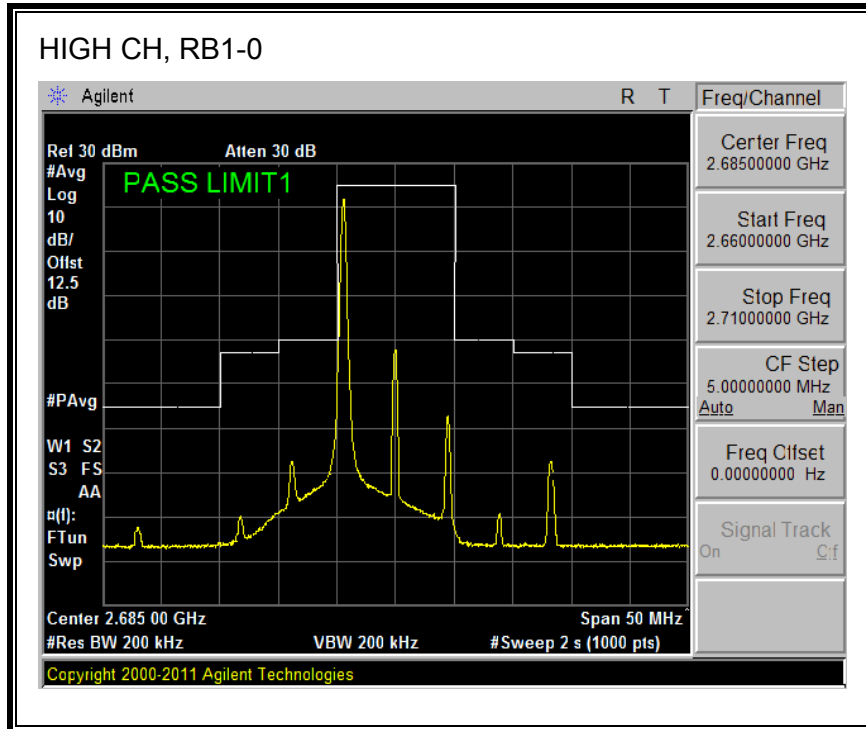 HIGH CH, RB1-0
Agilent R T
Ref 30 dBm Atten 30 dB
#Avg
Log
10
dB/
Offst
12.5
dB
PASS LIMIT1
#PAvg
W1 S2
S3 FS
AA
¤(f):
FTun
Swp
Center 2.685 00 GHz Span 50 MHz
#Res BW 200 kHz VBW 200 kHz #Sweep 2 s (1000 pts)
Copyright 2000-2011 Agilent Technologies
Freq/Channel
Center Freq
2.68500000 GHz
Start Freq
2.66000000 GHz
Stop Freq
2.71000000 GHz
CF Step
5.00000000 MHz
Auto Man
Freq Offset
0.00000000 Hz
Signal Track
On Off